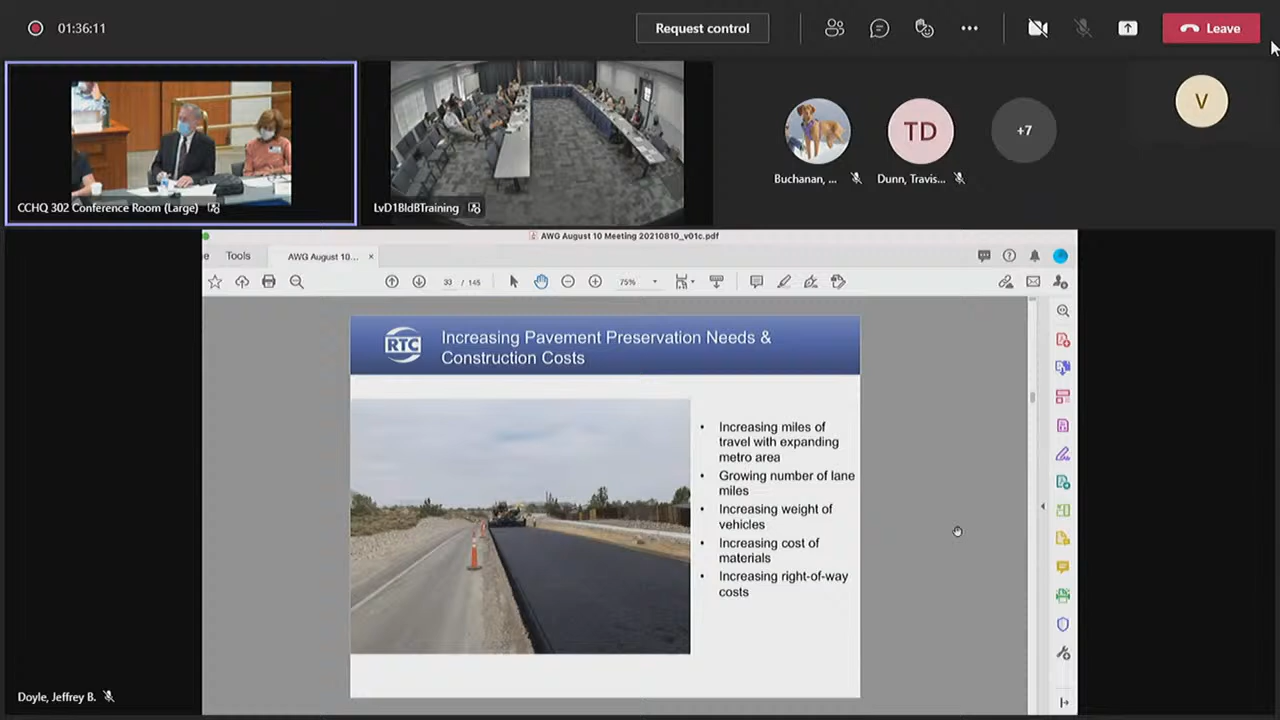 01:36:11
Request control
Leave
CCHQ 302 Conference Room (Large)
LvD1BldBTraining
Buchanan, ...
TD
Dunn, Travis...
+7
V
AWG August 10 Meeting 20210810_v01c.pdf
e
Tools
AWG August 10...
33 / 145
75%
RTC
Increasing Pavement Preservation Needs &
Construction Costs
• Increasing miles of
travel with expanding
metro area
• Growing number of lane
miles
• Increasing weight of
vehicles
• Increasing cost of
materials
• Increasing right-of-way
costs
Doyle, Jeffrey B.